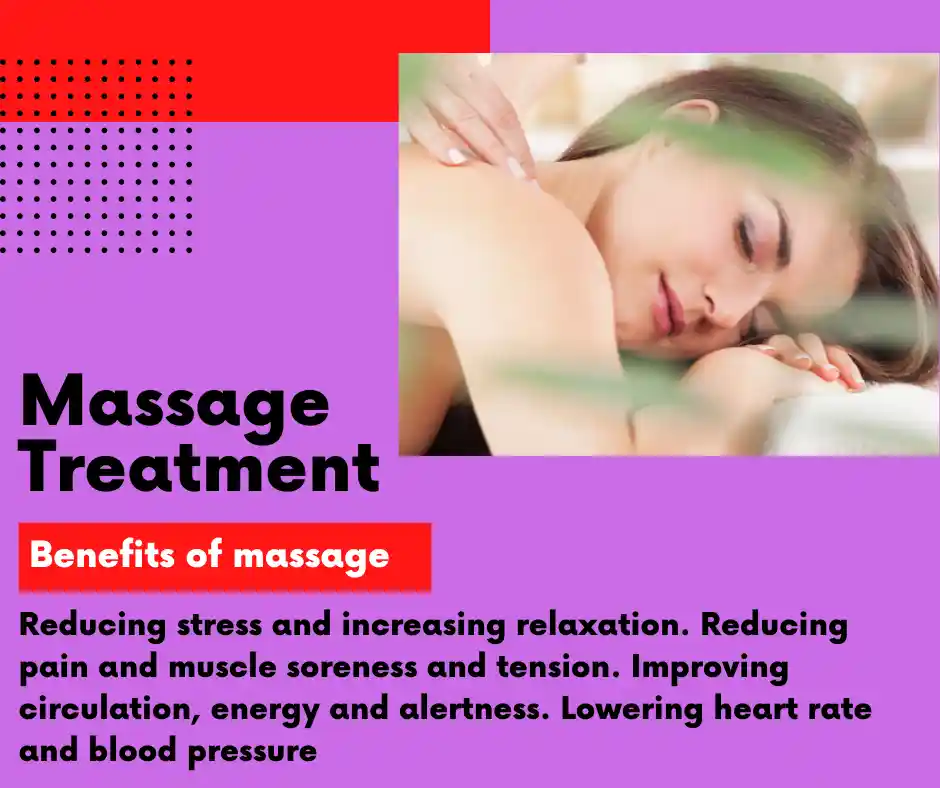 Massage
Treatment
Benefits of massage
Reducing stress and increasing relaxation. Reducing
pain and muscle soreness and tension. Improving
circulation, energy and alertness. Lowering heart rate
and blood pressure